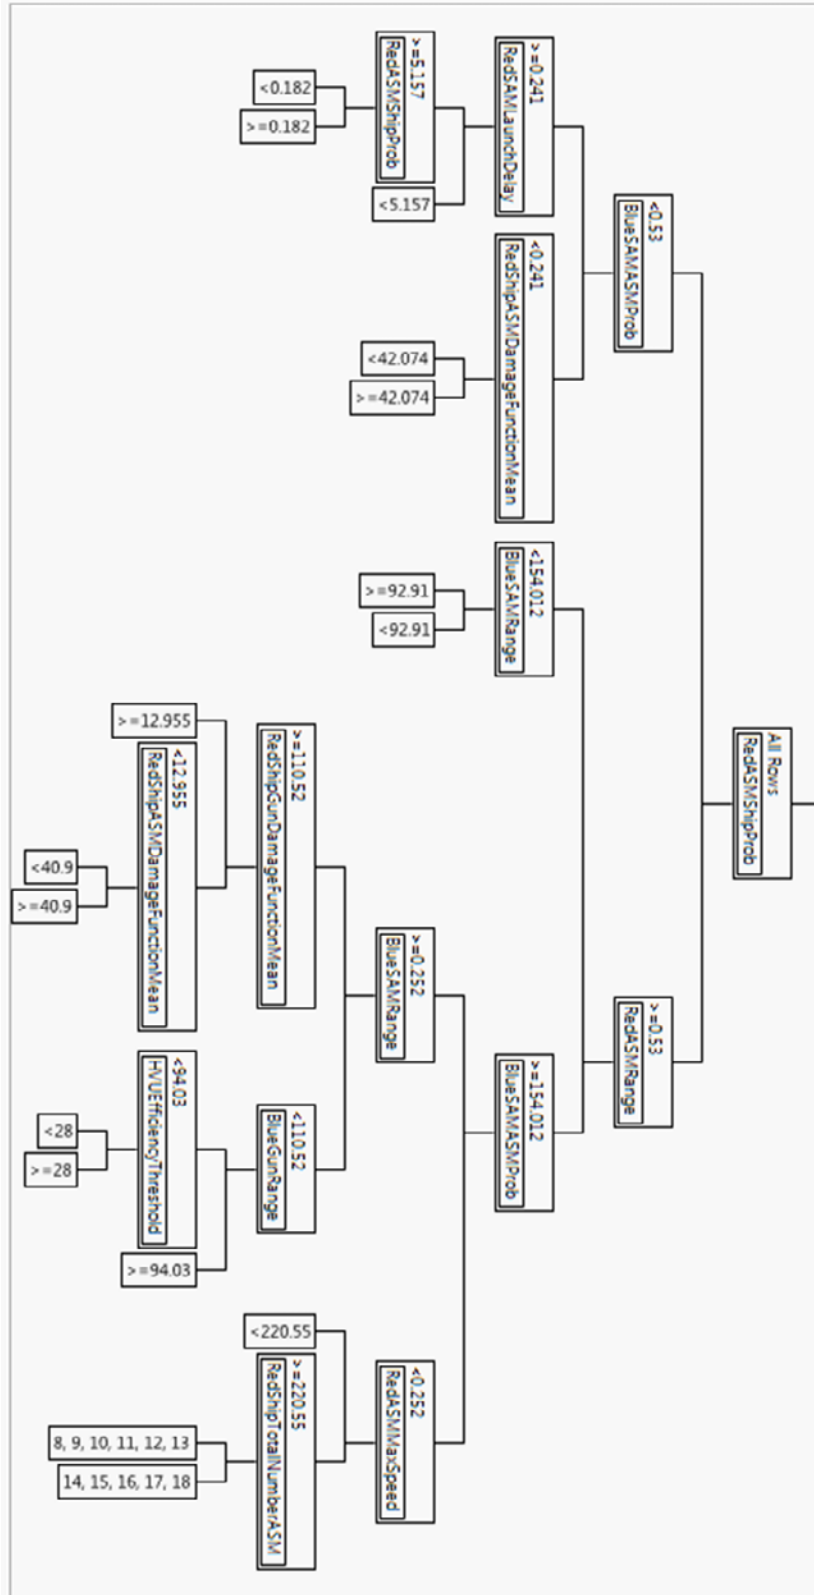 All Rows
RedASMShipProb
<0.53
BlueSAMASMProb
>=0.53
RedASMRange
>=0.241
RedSAMLaunchDelay
<0.241
RedShipASMDamageFunctionMean
<154.012
BlueSAMRange
>=154.012
BlueSAMASMProb
>=5.157
RedASMShipProb
<5.157
<42.074
>=42.074
>=92.91
<92.91
>=0.252
BlueSAMRange
<0.252
RedASMMaxSpeed
<0.182
>=0.182
>=110.52
RedShipGunDamageFunctionMean
<110.52
BlueGunRange
<220.55
>=220.55
RedShipTotalNumberASM
>=12.955
<12.955
RedShipASMDamageFunctionMean
<94.03
HVUEfficiencyThreshold
>=94.03
8, 9, 10, 11, 12, 13
14, 15, 16, 17, 18
<40.9
>=40.9
<28
>=28